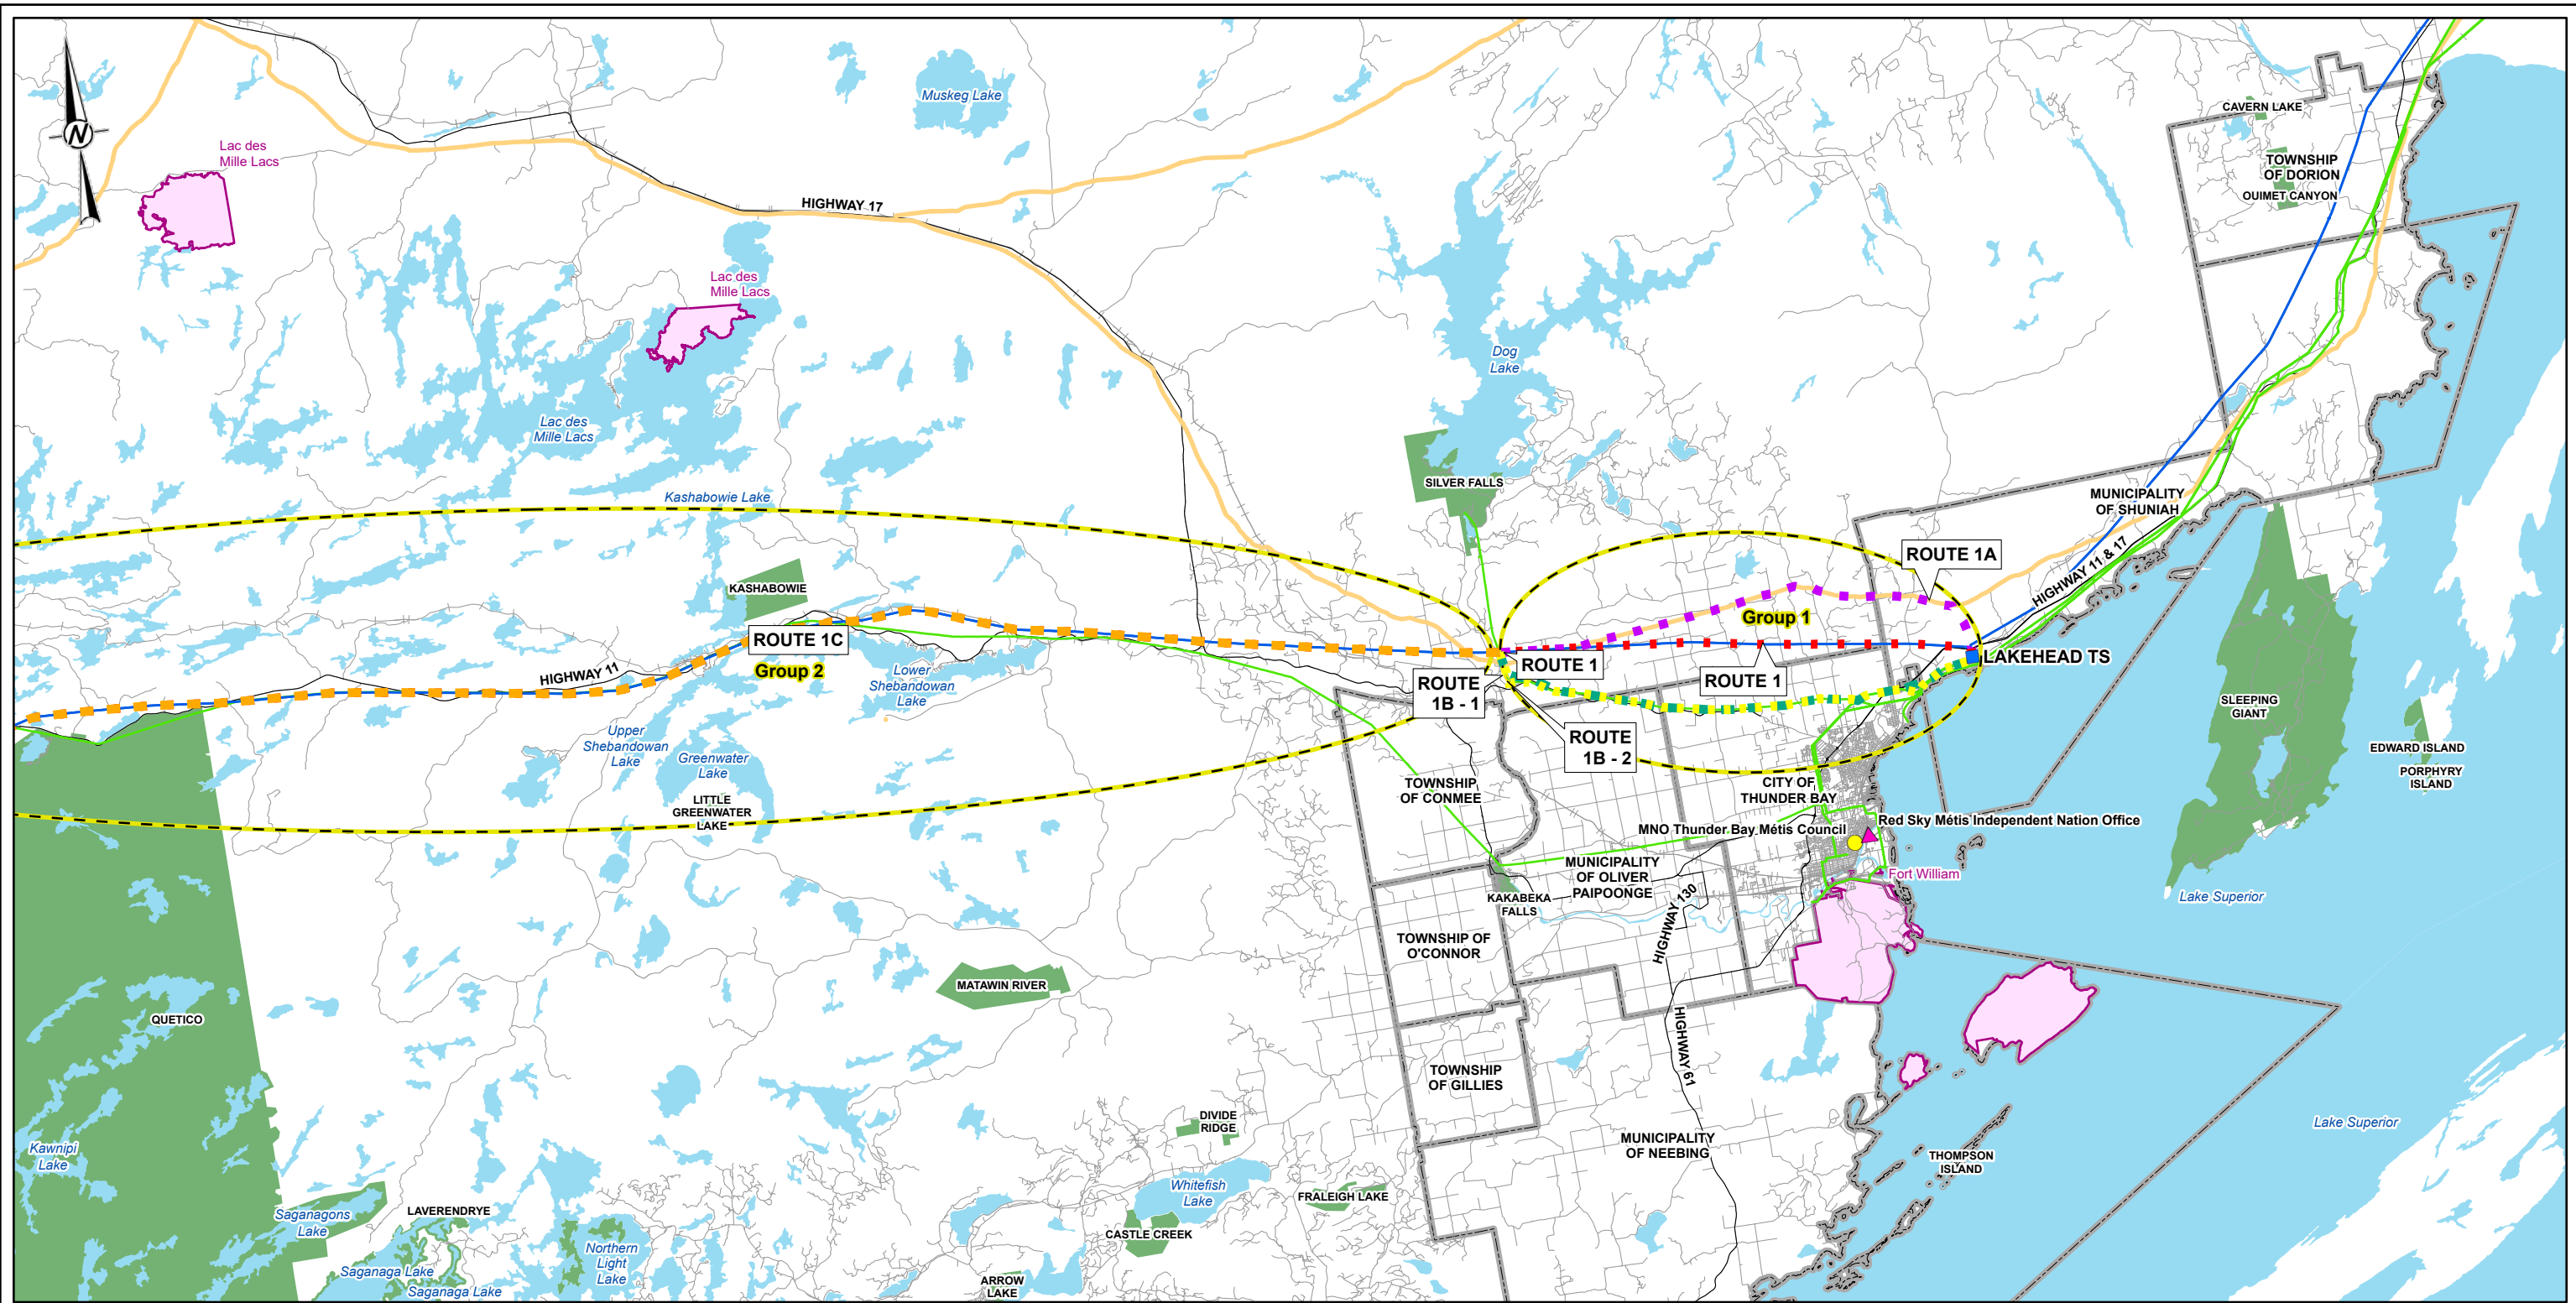 Muskeg Lake
CAVERN LAKE
TOWNSHIP
OF DORION
OUIMET CANYON
Lac des
Mille Lacs
HIGHWAY 17
Lac des
Mille Lacs
Dog
Lake
Lac des
Mille Lacs
SILVER FALLS
Kashabowie Lake
MUNICIPALITY
OF SHUNIAH
ROUTE 1A
HIGHWAY 11 & 17
KASHABOWIE
Group 1
ROUTE 1C
Group 2
HIGHWAY 11
Lower
Shebandowan
Lake
ROUTE 1
ROUTE 1
LAKEHEAD TS
ROUTE
1B - 1
ROUTE
1B - 2
SLEEPING
GIANT
Upper
Shebandowan
Lake
Greenwater
Lake
EDWARD ISLAND
PORPHYRY
ISLAND
LITTLE
GREENWATER
LAKE
TOWNSHIP
OF CONMEE
CITY OF
THUNDER BAY
MNO Thunder Bay Métis Council
Red Sky Métis Independent Nation Office
MUNICIPALITY
OF OLIVER
PAIPOONGE
Fort William
KAKABEKA
FALLS
HIGHWAY 130
Lake Superior
TOWNSHIP OF
O'CONNOR
MATAWIN RIVER
QUETICO
HIGHWAY 61
TOWNSHIP
OF GILLIES
DIVIDE
RIDGE
MUNICIPALITY
OF NEEBING
Lake Superior
Kawnipi
Lake
THOMPSON
ISLAND
Whitefish
Lake
FRALEIGH LAKE
Saganagons
Lake
LAVERENDRYE
CASTLE CREEK
Northern
Light
Lake
Saganaga Lake
Saganaga Lake
ARROW
LAKE
N